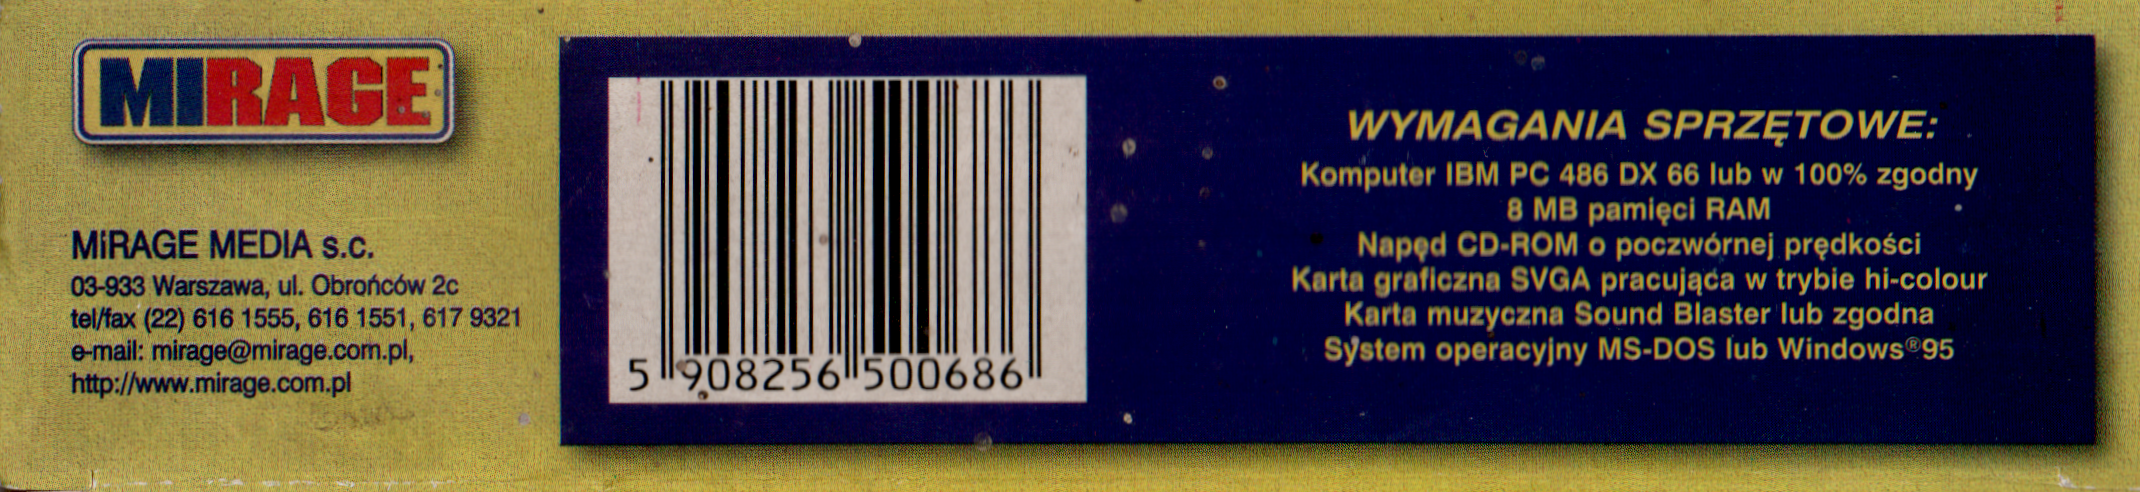 MIRAGE
MiRAGE MEDIA s.c.
03-933 Warszawa, ul. Obrońców 2c
tel/fax (22) 616 1555, 616 1551, 617 9321
e-mail: mirage@mirage.com.pl,
http://www.mirage.com.pl
5 908256 500686
WYMAGANIA SPRZĘTOWE:
Komputer IBM PC 486 DX 66 lub w 100% zgodny
8 MB pamięci RAM
Napęd CD-ROM o poczwórnej prędkości
Karta graficzna SVGA pracująca w trybie hi-colour
Karta muzyczna Sound Blaster lub zgodna
System operacyjny MS-DOS lub Windows®95